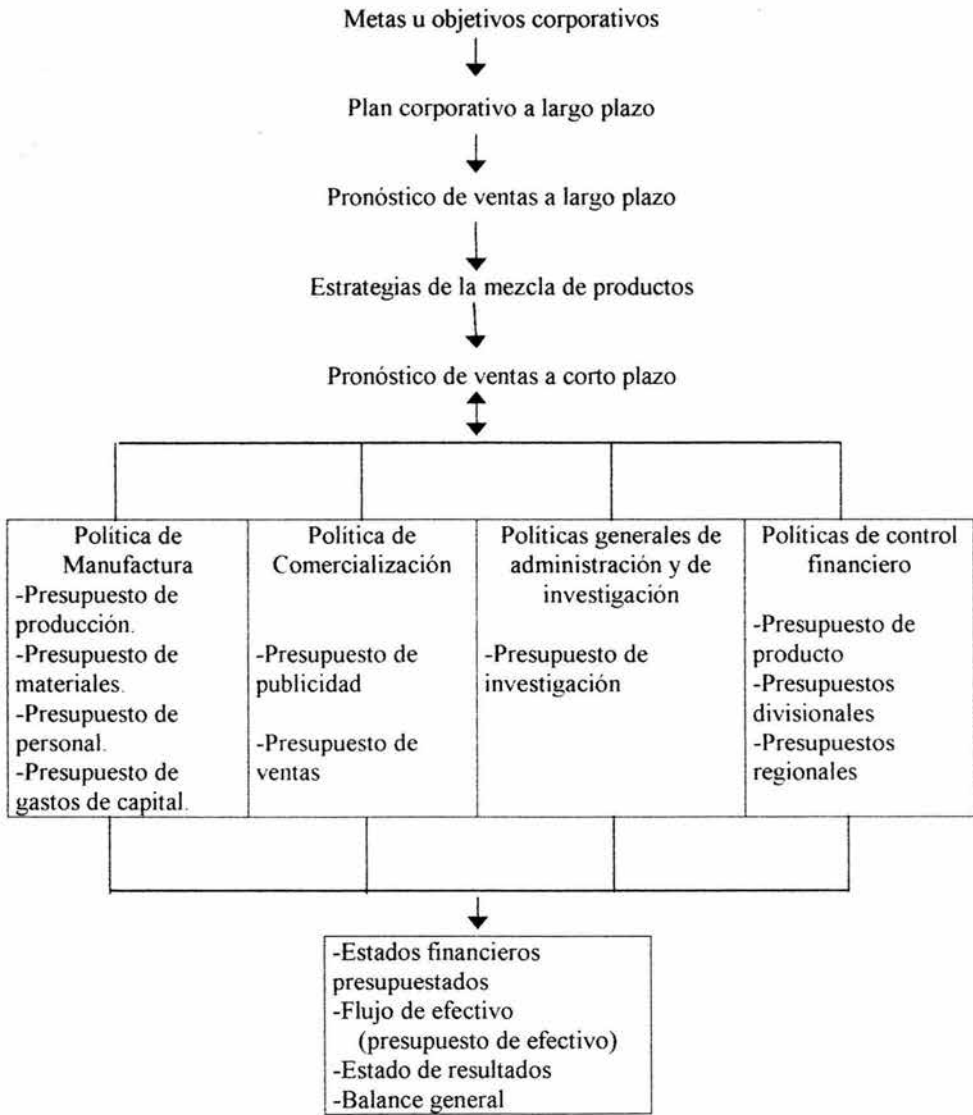 Metas u objetivos corporativos
Plan corporativo a largo plazo
Pronóstico de ventas a largo plazo
Estrategias de la mezcla de productos
Pronóstico de ventas a corto plazo
Política de
Manufactura
-Presupuesto de
producción.
-Presupuesto de
materiales.
-Presupuesto de
personal.
-Presupuesto de
gastos de capital.
Política de
Comercialización
-Presupuesto de
publicidad
-Presupuesto de
ventas
Políticas generales de
administración y de
investigación
-Presupuesto de
investigación
Políticas de control
financiero
-Presupuesto de
producto
-Presupuestos
divisionales
-Presupuestos
regionales
-Estados financieros
presupuestados
-Flujo de efectivo
(presupuesto de efectivo)
-Estado de resultados
-Balance general